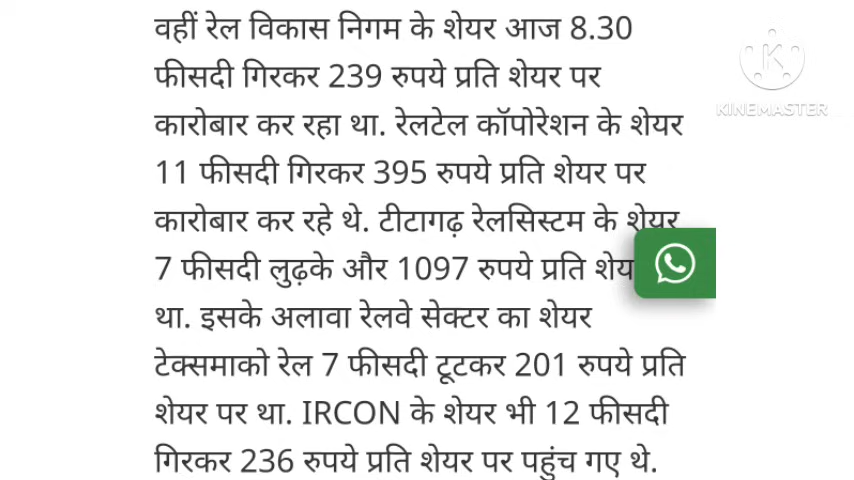 वहीं रेल विकास निगम के शेयर आज 8.30
फीसदी गिरकर 239 रुपये प्रति शेयर पर
कारोबार कर रहा था. रेलटेल कॉपोरेशन के शेयर
11 फीसदी गिरकर 395 रुपये प्रति शेयर पर
कारोबार कर रहे थे. टीटागढ़ रेलसिस्टम के शेयर
7 फीसदी लुढ़के और 1097 रुपये प्रति
था. इसके अलावा रेलवे सेक्टर का शेयर
टेक्समाको रेल 7 फीसदी टूटकर 201 रुपये प्रति
शेयर पर था. IRCON के शेयर भी 12 फीसदी
गिरकर 236 रुपये प्रति शेयर पर पहुंच गए थे.
K
KINEMASTER